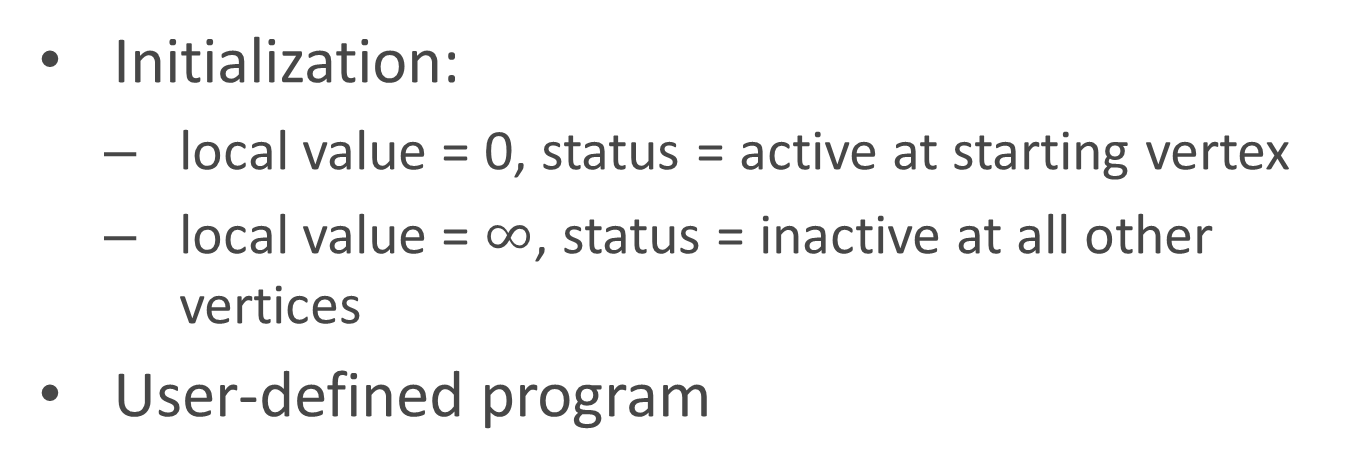 • Initialization:
– local value = 0, status = active at starting vertex
– local value = ∞, status = inactive at all other
vertices
• User-defined program